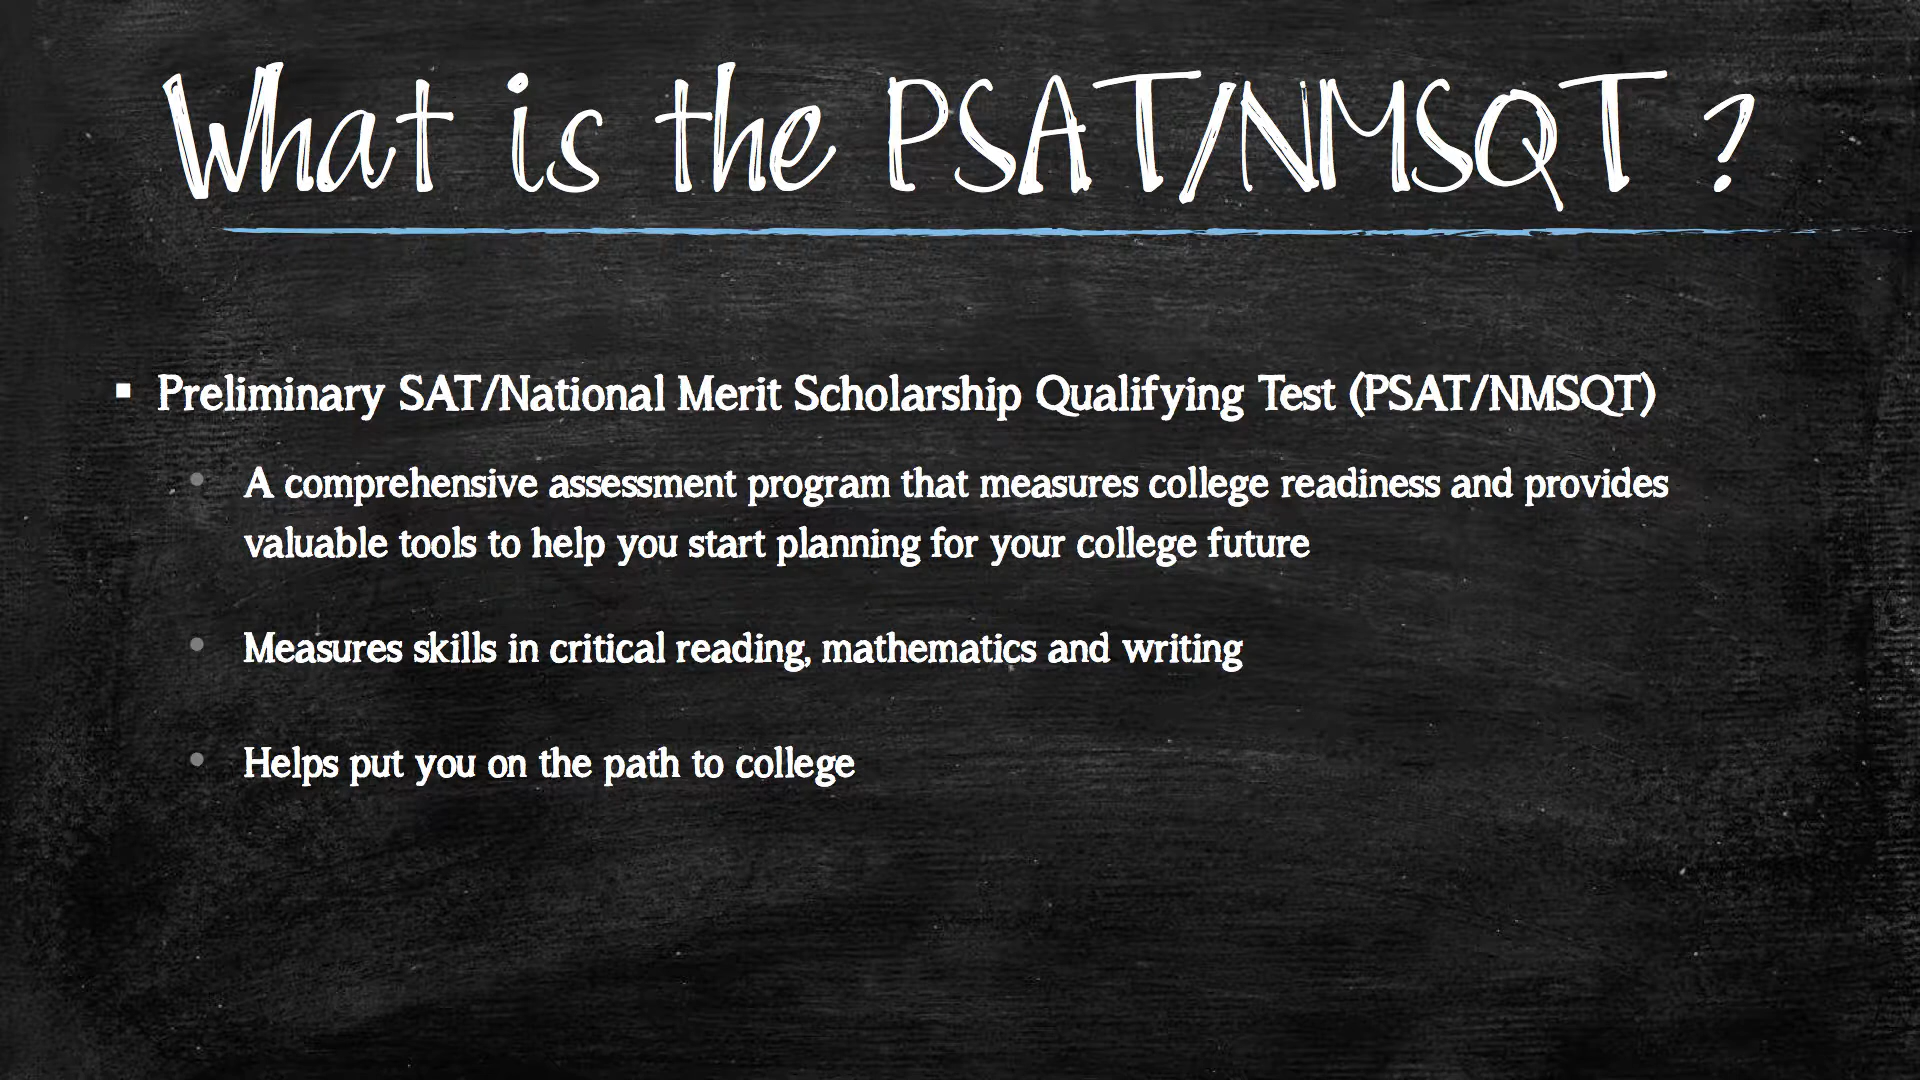 What is the PSAT/NMSQT ?
▪ Preliminary SAT/National Merit Scholarship Qualifying Test (PSAT/NMSQT)
• A comprehensive assessment program that measures college readiness and provides
valuable tools to help you start planning for your college future
• Measures skills in critical reading, mathematics and writing
• Helps put you on the path to college